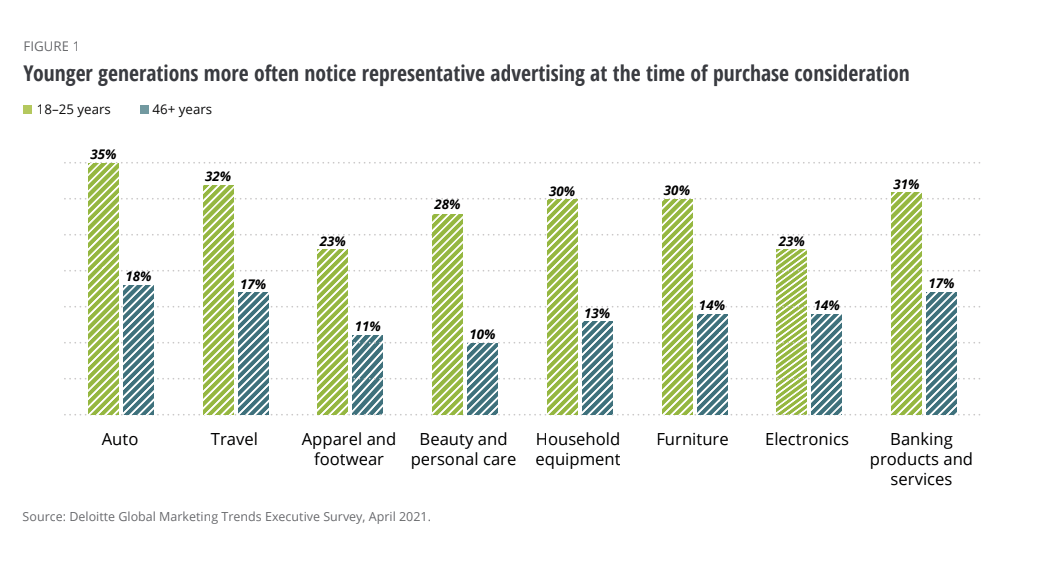 FIGURE 1
Younger generations more often notice representative advertising at the time of purchase consideration
18–25 years 46+ years
35% 18% 32% 17% 23% 11% 28% 10% 30% 13% 30% 14% 23% 14% 31% 17%
Auto Travel Apparel and Beauty and Household Furniture Electronics Banking
footwear personal care equipment products and
services
Source: Deloitte Global Marketing Trends Executive Survey, April 2021.